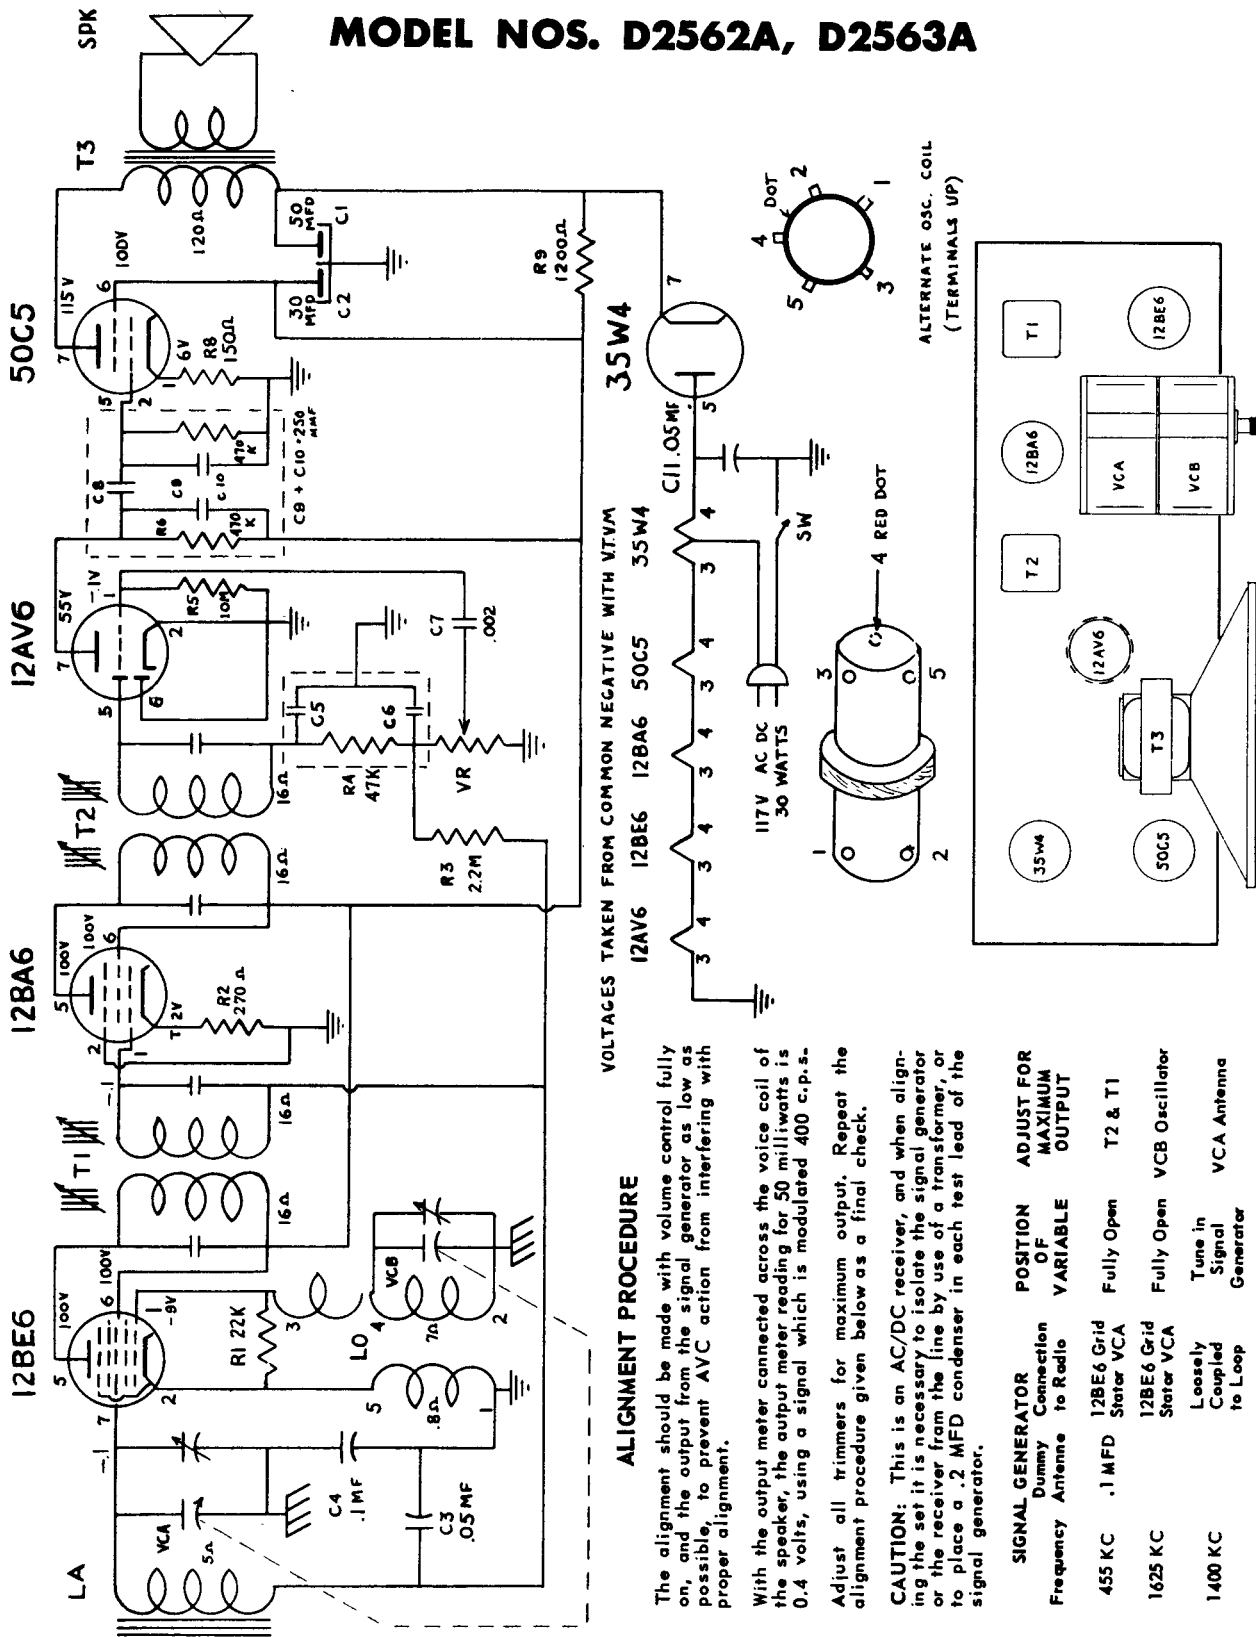 MODEL NOS. D2562A, D2563A
12BE6
12BA6
12AV6
50C5
SPK
LA
VCA
5Ω
-.1
7
5
100V
6
100V
1
-9V
2
R1 22K
C4
.1MF
C3
.05MF
.8Ω
5
1
LO
3
4
7Ω
2
VCB
T1
16Ω
16Ω
-.1
2
1
5
100V
100V
6
R2
270Ω
T2
16Ω
16Ω
R3
2.2M
R4
47K
C5
C6
VR
C7
.002
5
6
7
55V
-.1V
1
2
R5
10M
R6
470
K
C8
C9
C10
470
K
C9 + C10 = 250
MMF
7
115V
6
100V
5
2
1
6V
R8
150Ω
120Ω
T3
50
MFD
C1
30
MFD
C2
R9
1200Ω
VOLTAGES TAKEN FROM COMMON NEGATIVE WITH V.T.V.M
12AV6
12BE6
12BA6
50C5
35W4
3 4
3 4
3 4
3 4
3 4
117V AC DC
30 WATTS
SW
C11 .05MF
35W4
5
7
1
2
3
5
4 RED DOT
DOT
1
2
3
4
5
ALTERNATE OSC. COIL
(TERMINALS UP)
35W4
50C5
T3
12AV6
T2
12BA6
T1
VCA
VCB
12BE6
ALIGNMENT PROCEDURE
The alignment should be made with volume control fully
on, and the output from the signal generator as low as
possible, to prevent AVC action from interfering with
proper alignment.
With the output meter connected across the voice coil of
the speaker, the output meter reading for 50 milliwatts is
0.4 volts, using a signal which is modulated 400 c.p.s.
Adjust all trimmers for maximum output. Repeat the
alignment procedure given below as a final check.
CAUTION: This is an AC/DC receiver, and when align-
ing the set it is necessary to isolate the signal generator
or the receiver from the line by use of a transformer, or
to place a .2 MFD condenser in each test lead of the
signal generator.
SIGNAL GENERATOR
Frequency
Dummy
Antenne
Connection
to Radio
POSITION
OF
VARIABLE
ADJUST FOR
MAXIMUM
OUTPUT
455 KC .1MFD 12BE6 Grid Fully Open T2 & T1
Stator VCA
1625 KC 12BE6 Grid Fully Open VCB Oscillator
Stator VCA
1400 KC Loosely Tune in VCA Antenna
Coupled Signal
to Loop Generator